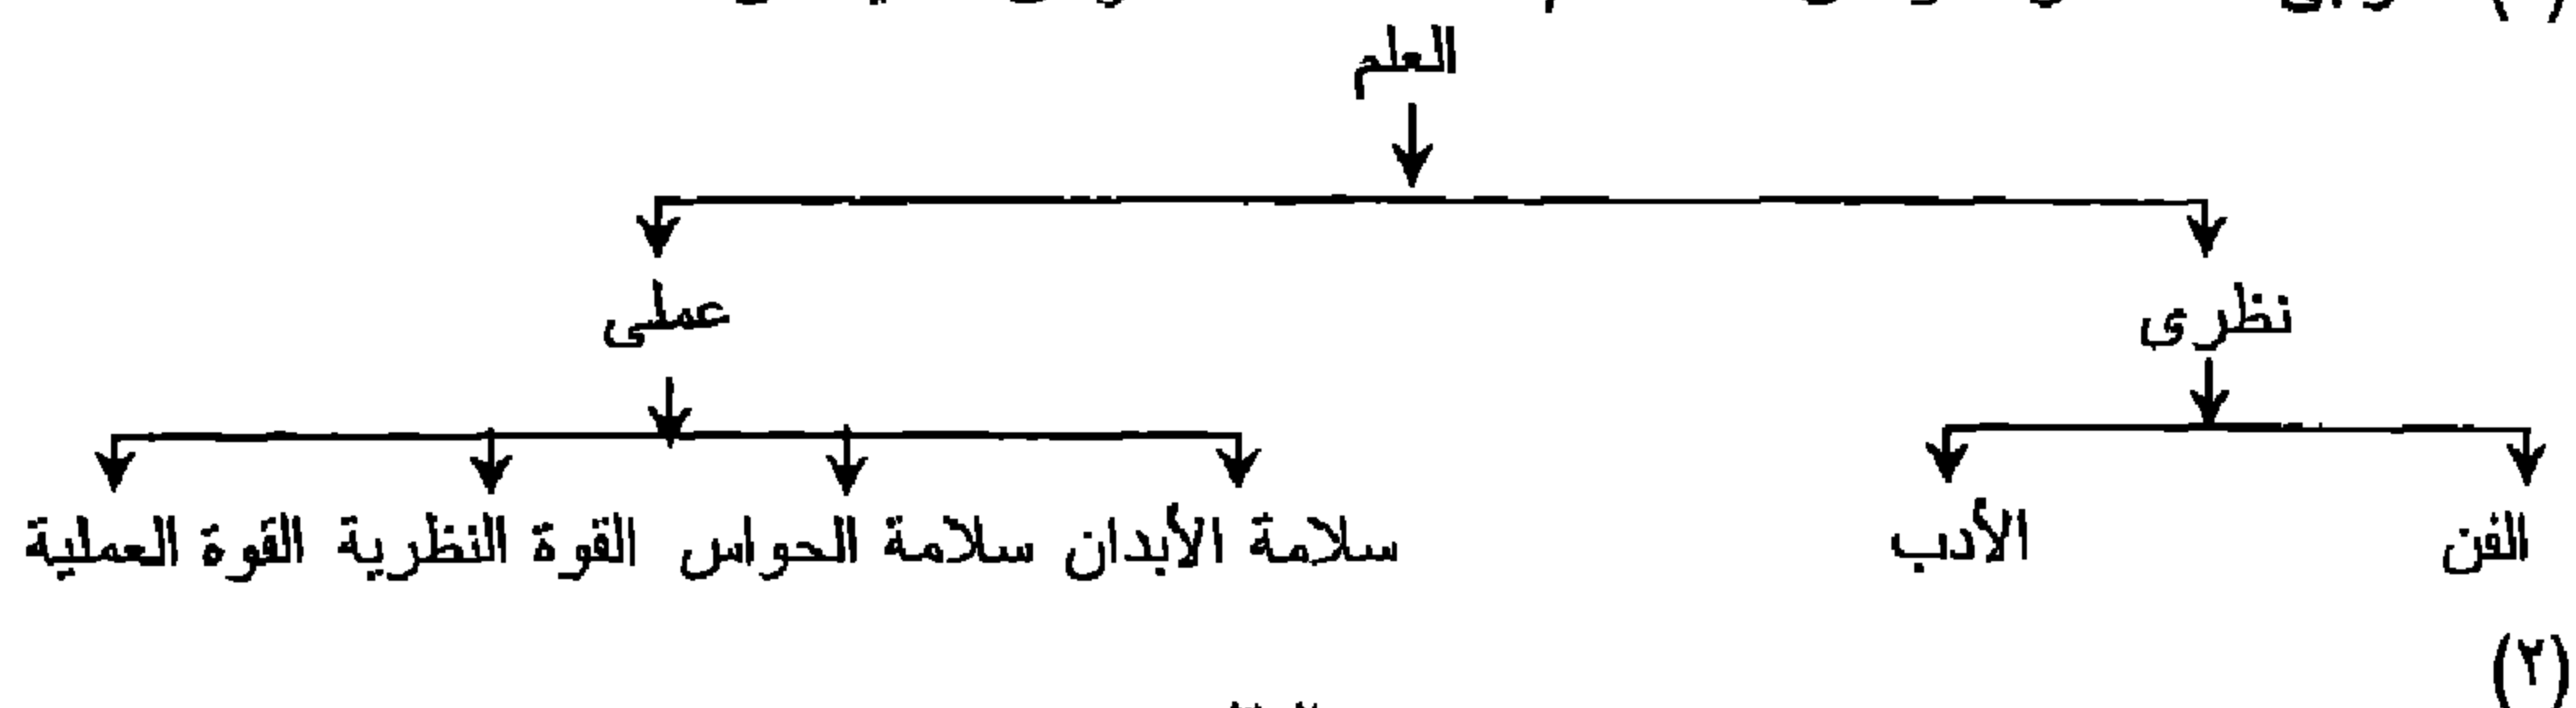 العلم
نظرى عملى
الفن الأدب سلامة الأبدان سلامة الحواس القوة النظرية القوة العملية
(٢)